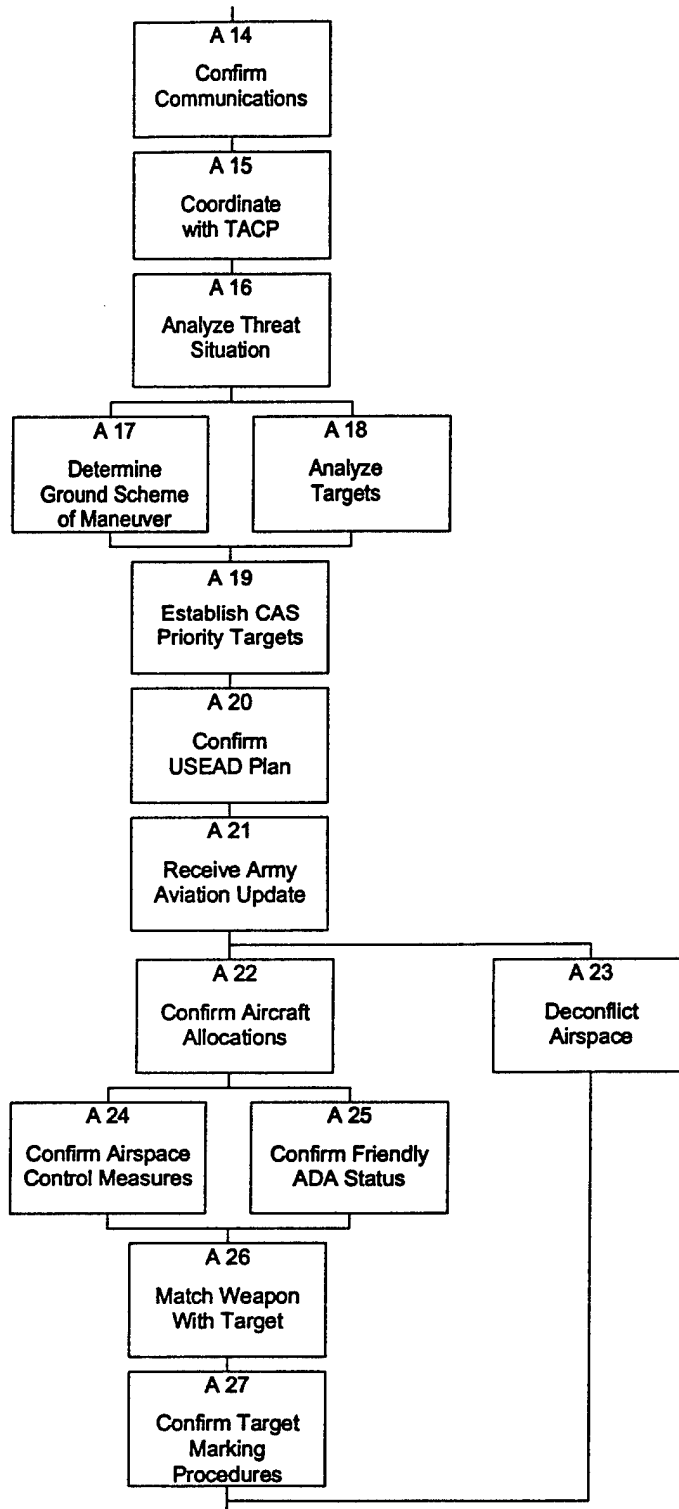 A 14
Confirm
Communications
A 15
Coordinate
with TACP
A 16
Analyze Threat
Situation
A 17
Determine
Ground Scheme
of Maneuver
A 18
Analyze
Targets
A 19
Establish CAS
Priority Targets
A 20
Confirm
USEAD Plan
A 21
Receive Army
Aviation Update
A 22
Confirm Aircraft
Allocations
A 23
Deconflict
Airspace
A 24
Confirm Airspace
Control Measures
A 25
Confirm Friendly
ADA Status
A 26
Match Weapon
With Target
A 27
Confirm Target
Marking
Procedures